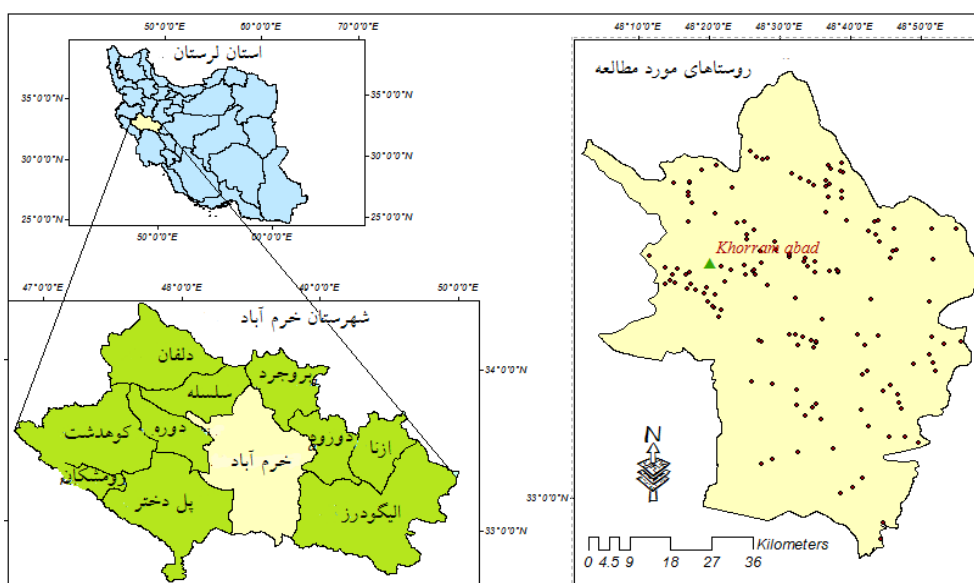 50°0'0"E 60°0'0"E 70°0'0"E
استان لرستان
35°0'0"N 35°0'0"N
30°0'0"N 30°0'0"N
25°0'0"N 25°0'0"N
50°0'0"E 60°0'0"E
47°0'0"E 48°0'0"E 49°0'0"E 50°0'0"E
شهرستان خرم آباد
دلفان
بروجرد
34°0'0"N
سلسله
کوهدشت
دوره
دورود
ازنا
خرم آباد
رومشکان
پل دختر
الیگودرز
33°0'0"N
48°10'0"E 48°20'0"E 48°30'0"E 48°40'0"E 48°50'0"E
روستاهای مورد مطالعه
Khorram abad
N
33°0'0"N
Kilometers
0 4.5 9 18 27 36